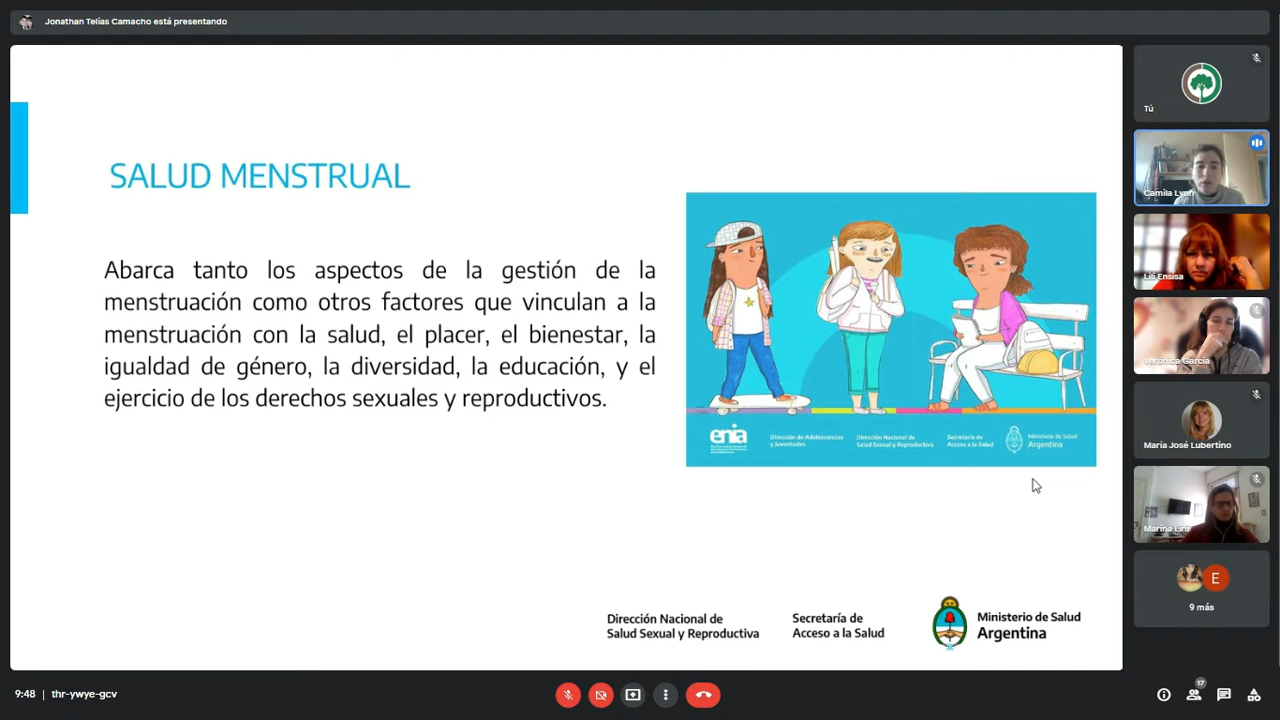 Jonathan Telias Camacho está presentando
SALUD MENSTRUAL
Abarca tanto los aspectos de la gestión de la
menstruación como otros factores que vinculan a la
menstruación con la salud, el placer, el bienestar, la
igualdad de género, la diversidad, la educación, y el
ejercicio de los derechos sexuales y reproductivos.
enia
Dirección de Adolescencias
y Juventudes
Dirección Nacional de
Salud Sexual y Reproductiva
Secretaría de
Acceso a la Salud
Ministerio de Salud
Argentina
Dirección Nacional de
Salud Sexual y Reproductiva
Secretaría de
Acceso a la Salud
Ministerio de Salud
Argentina
Tú
Camila Lynn
Lili Ensisa
Verónica García
María José Lubertino
Marina
E
9 más
9:48 | thr-ywye-gcv
17